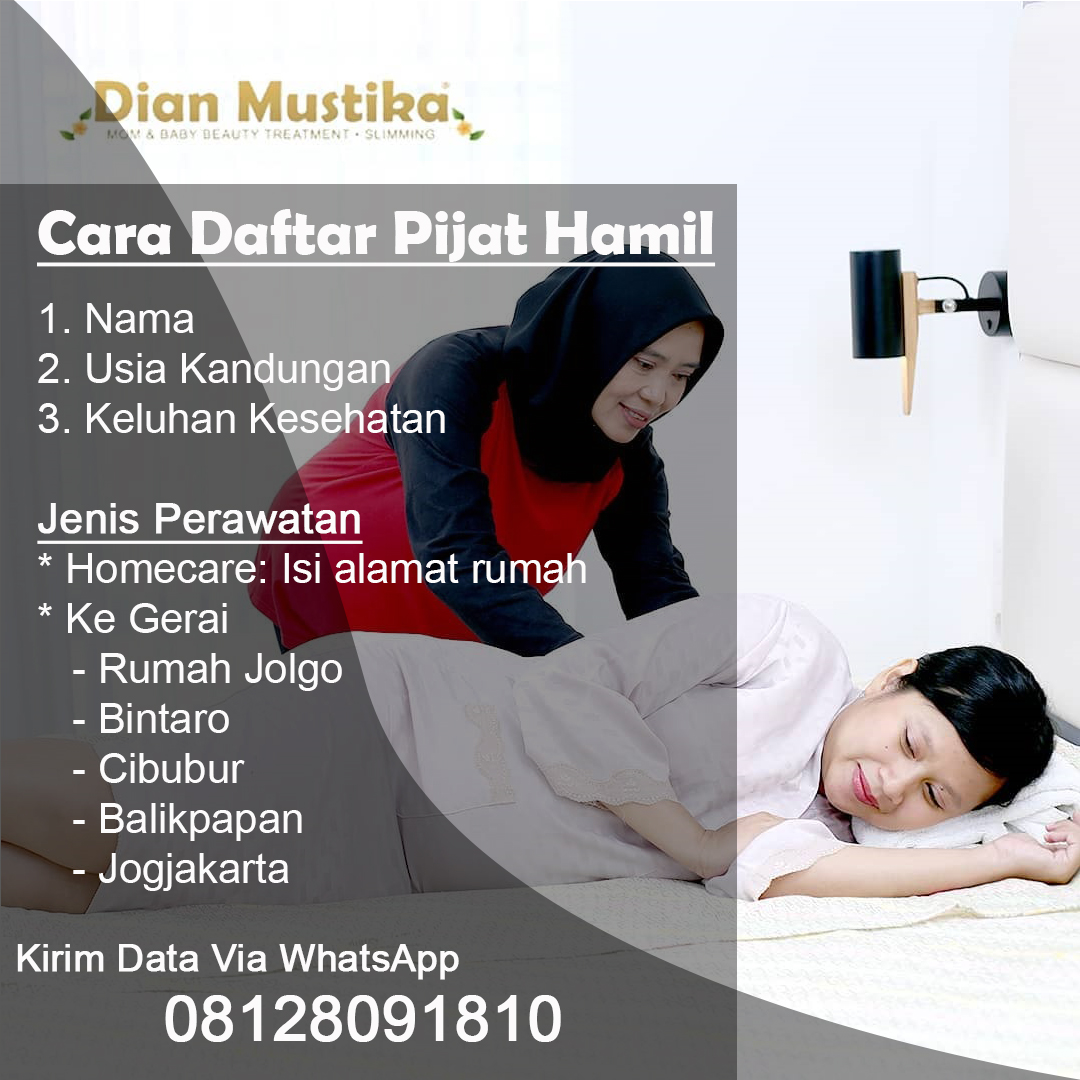 Dian Mustika
MOM & BABY BEAUTY TREATMENT • SLIMMING
Cara Daftar Pijat Hamil
1. Nama
2. Usia Kandungan
3. Keluhan Kesehatan
Jenis Perawatan
* Homecare: Isi alamat rumah
* Ke Gerai
- Rumah Jolgo
- Bintaro
- Cibubur
- Balikpapan
- Jogjakarta
Kirim Data Via WhatsApp
08128091810